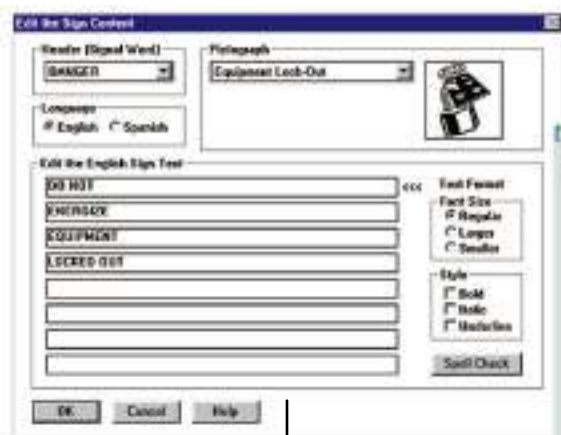 Edit the Sign Content
Header (Signal Word)
DANGER
Pictograph
Equipment Lock-Out
Language
English
Spanish
Edit the English Sign Text
DO NOT
<<<
ENERGIZE
EQUIPMENT
LOCKED OUT
Text Format
Font Size
Regular
Larger
Smaller
Style
Bold
Italic
Underline
Spell Check
OK
Cancel
Help